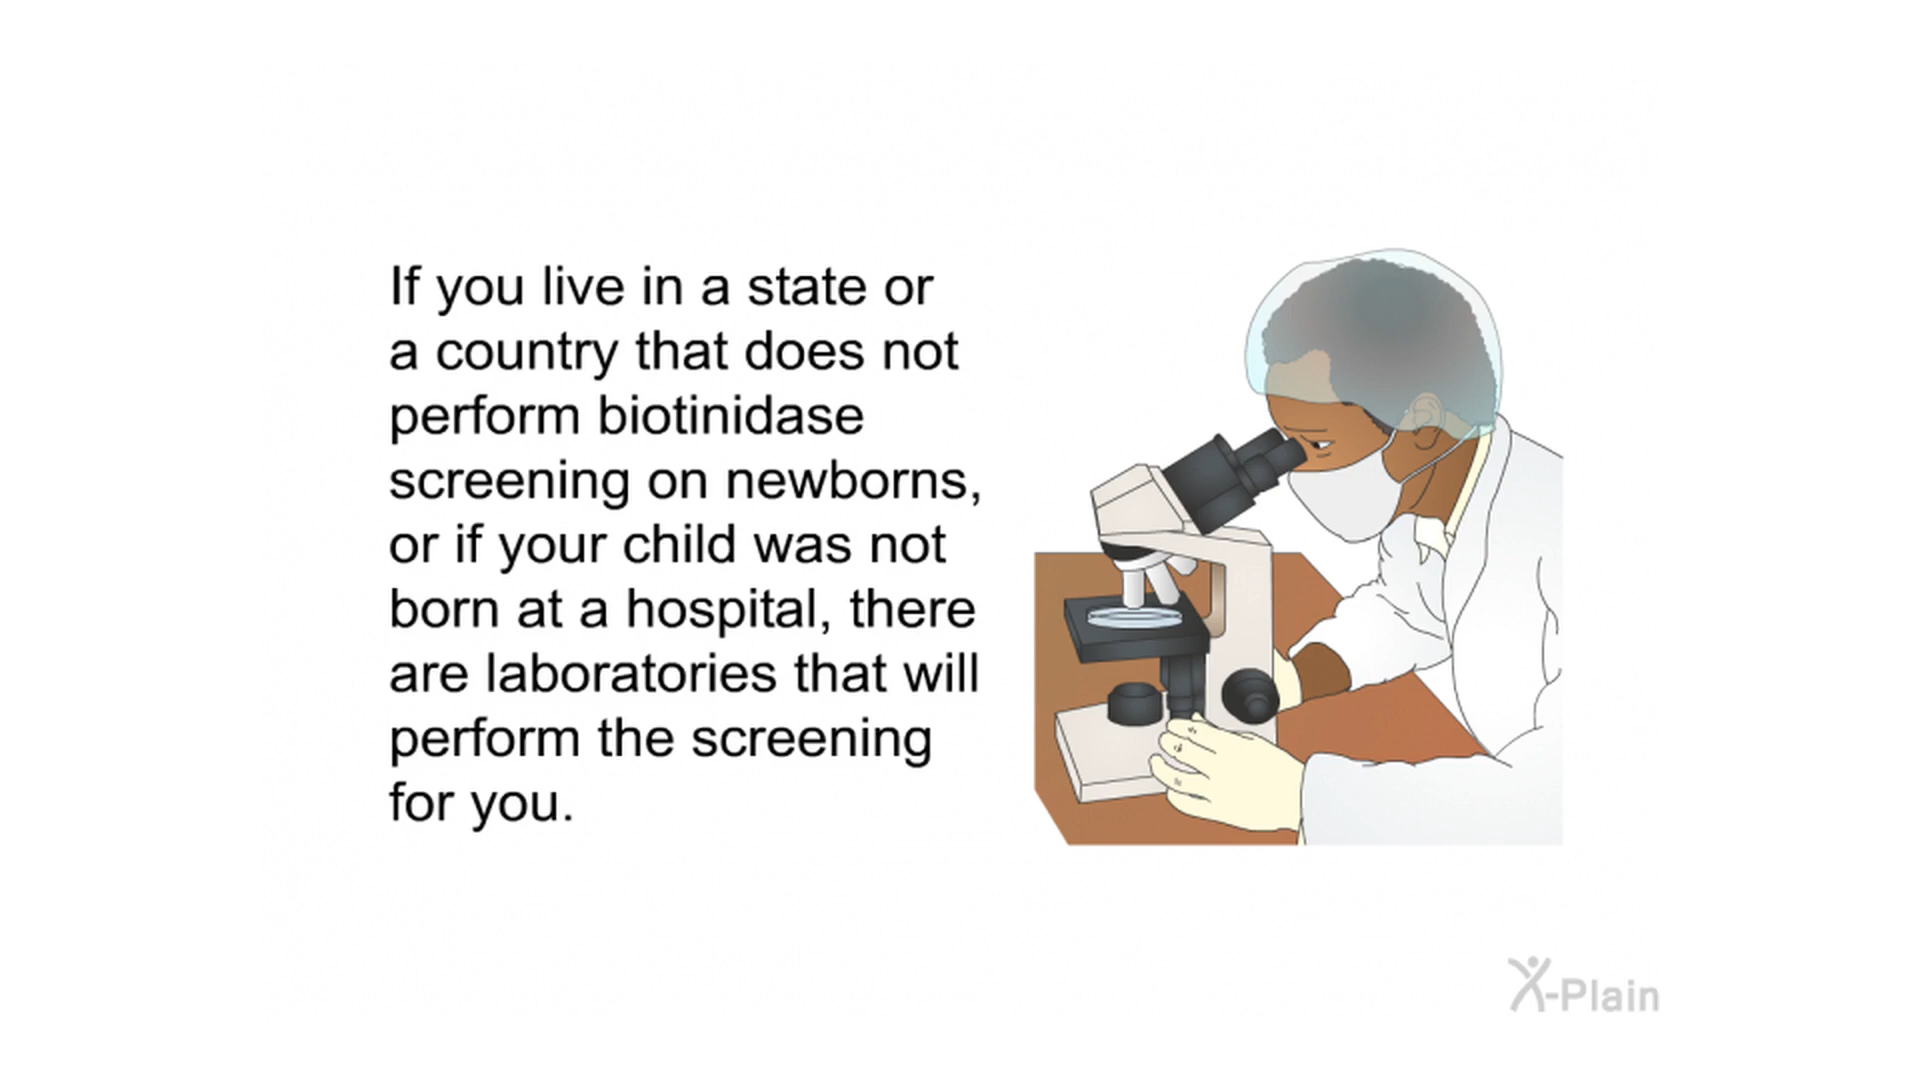 If you live in a state or
a country that does not
perform biotinidase
screening on newborns,
or if your child was not
born at a hospital, there
are laboratories that will
perform the screening
for you.
X-Plain